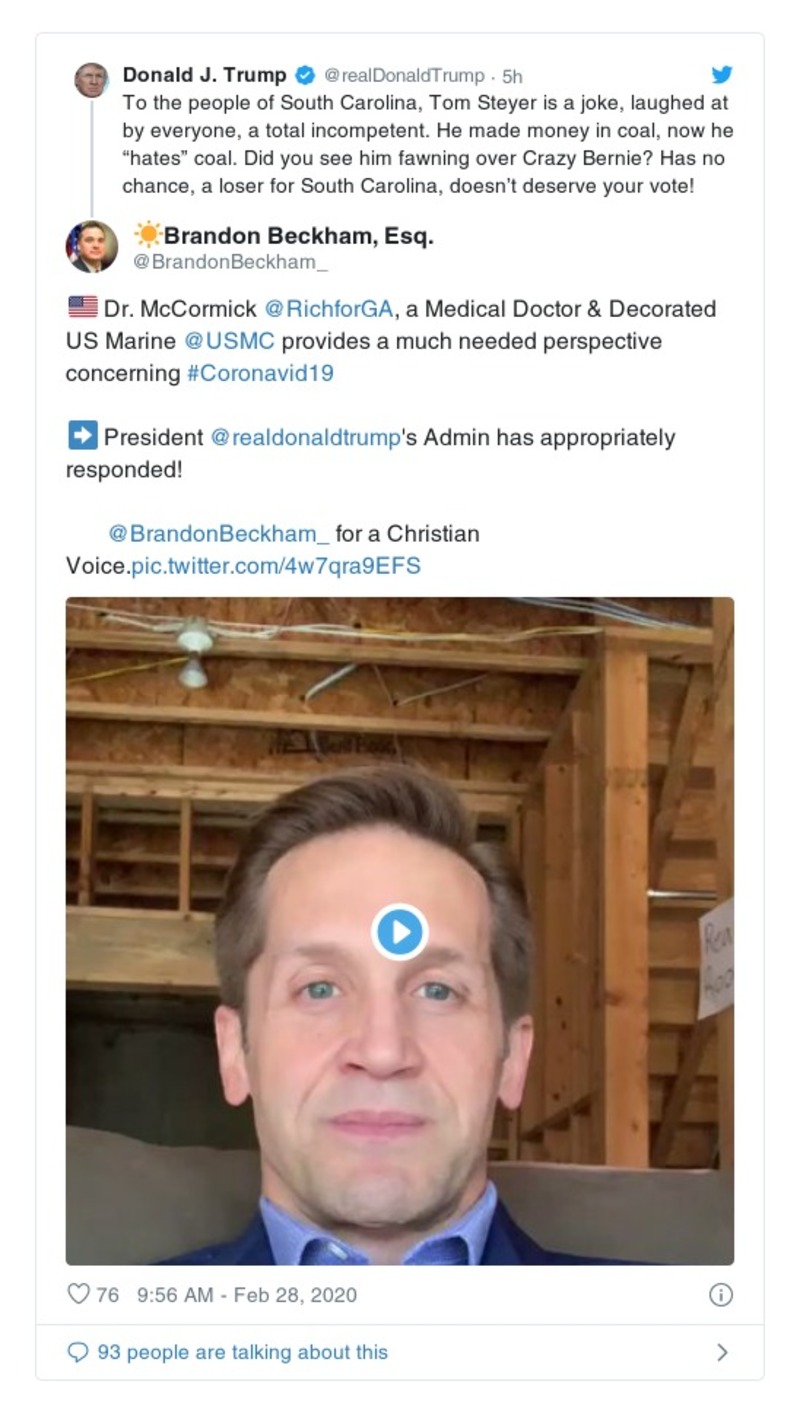 Donald J. Trump @realDonaldTrump · 5h
To the people of South Carolina, Tom Steyer is a joke, laughed at
by everyone, a total incompetent. He made money in coal, now he
“hates” coal. Did you see him fawning over Crazy Bernie? Has no
chance, a loser for South Carolina, doesn’t deserve your vote!
Brandon Beckham, Esq.
@BrandonBeckham_
Dr. McCormick @RichforGA, a Medical Doctor & Decorated
US Marine @USMC provides a much needed perspective
concerning #Coronavid19
President @realdonaldtrump's Admin has appropriately
responded!
@BrandonBeckham_ for a Christian
Voice.pic.twitter.com/4w7qra9EFS
76 9:56 AM - Feb 28, 2020
93 people are talking about this